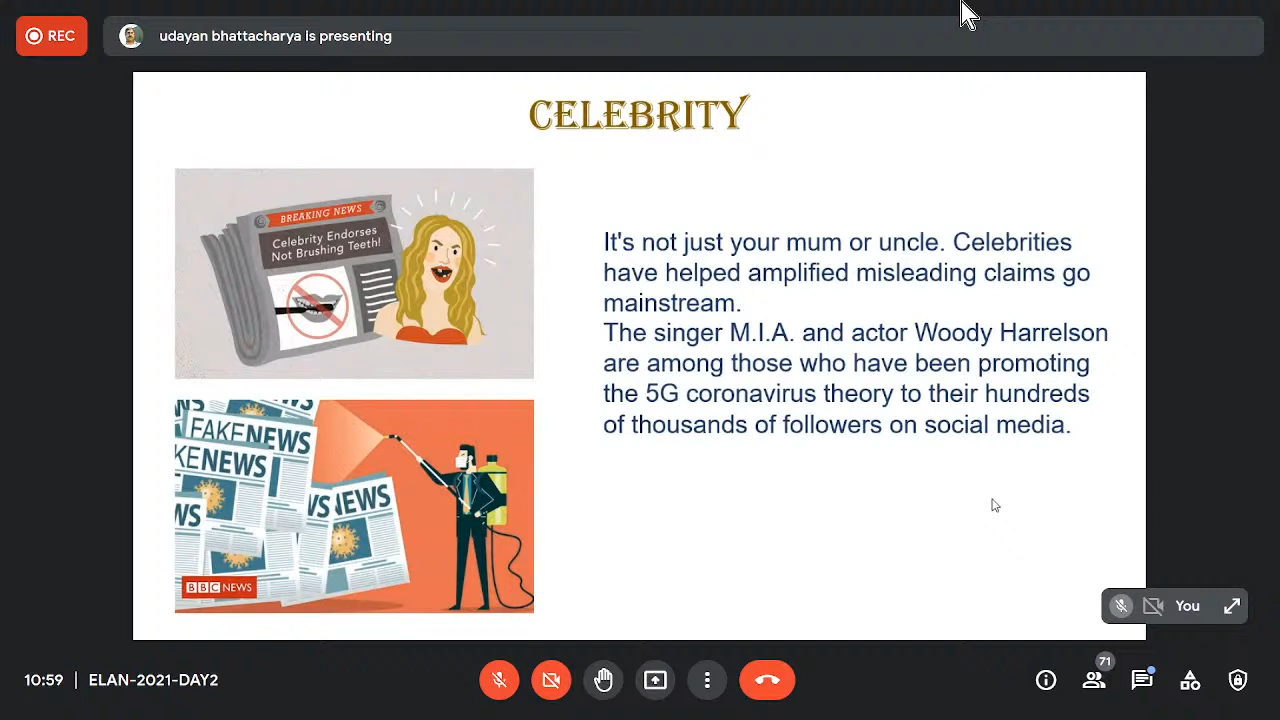 REC
udayan bhattacharya is presenting
CELEBRITY
BREAKING NEWS
Celebrity Endorses
Not Brushing Teeth!
It's not just your mum or uncle. Celebrities
have helped amplified misleading claims go
mainstream.
The singer M.I.A. and actor Woody Harrelson
are among those who have been promoting
the 5G coronavirus theory to their hundreds
of thousands of followers on social media.
FAKE NEWS
KE NEWS
WS
WS
NEWS
BBC NEWS
You
10:59 | ELAN-2021-DAY2
71